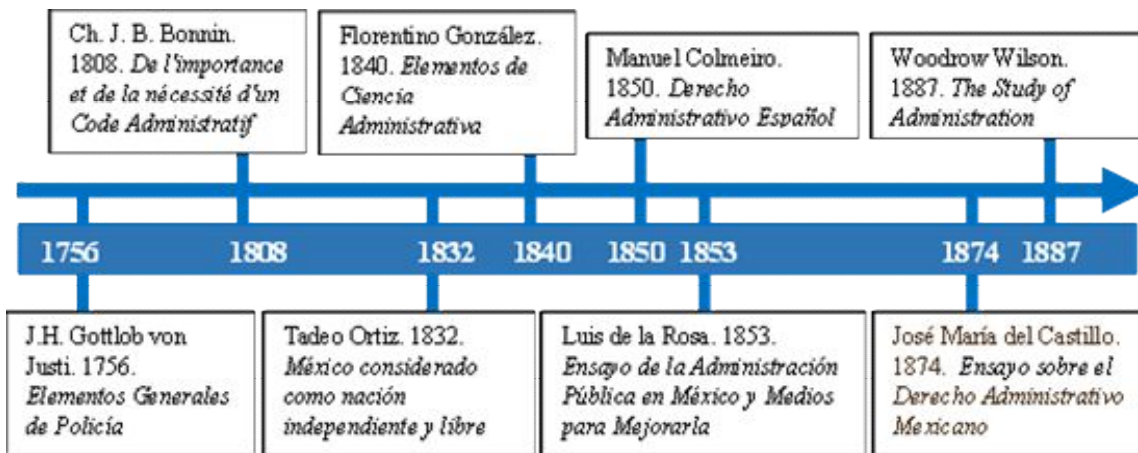 Ch. J. B. Bonnin.
1808. De l'importance
et de la nécessité d'un
Code Administratif
Florentino González.
1840. Elementos de
Ciencia
Administrativa
Manuel Colmeiro.
1850. Derecho
Administrativo Español
Woodrow Wilson.
1887. The Study of
Administration
1756 1808 1832 1840 1850 1853 1874 1887
J.H. Gottlob von
Justi. 1756.
Elementos Generales
de Policía
Tadeo Ortiz. 1832.
México considerado
como nación
independiente y libre
Luis de la Rosa. 1853.
Ensayo de la Administración
Pública en México y Medios
para Mejorarla
José María del Castillo.
1874. Ensayo sobre el
Derecho Administrativo
Mexicano